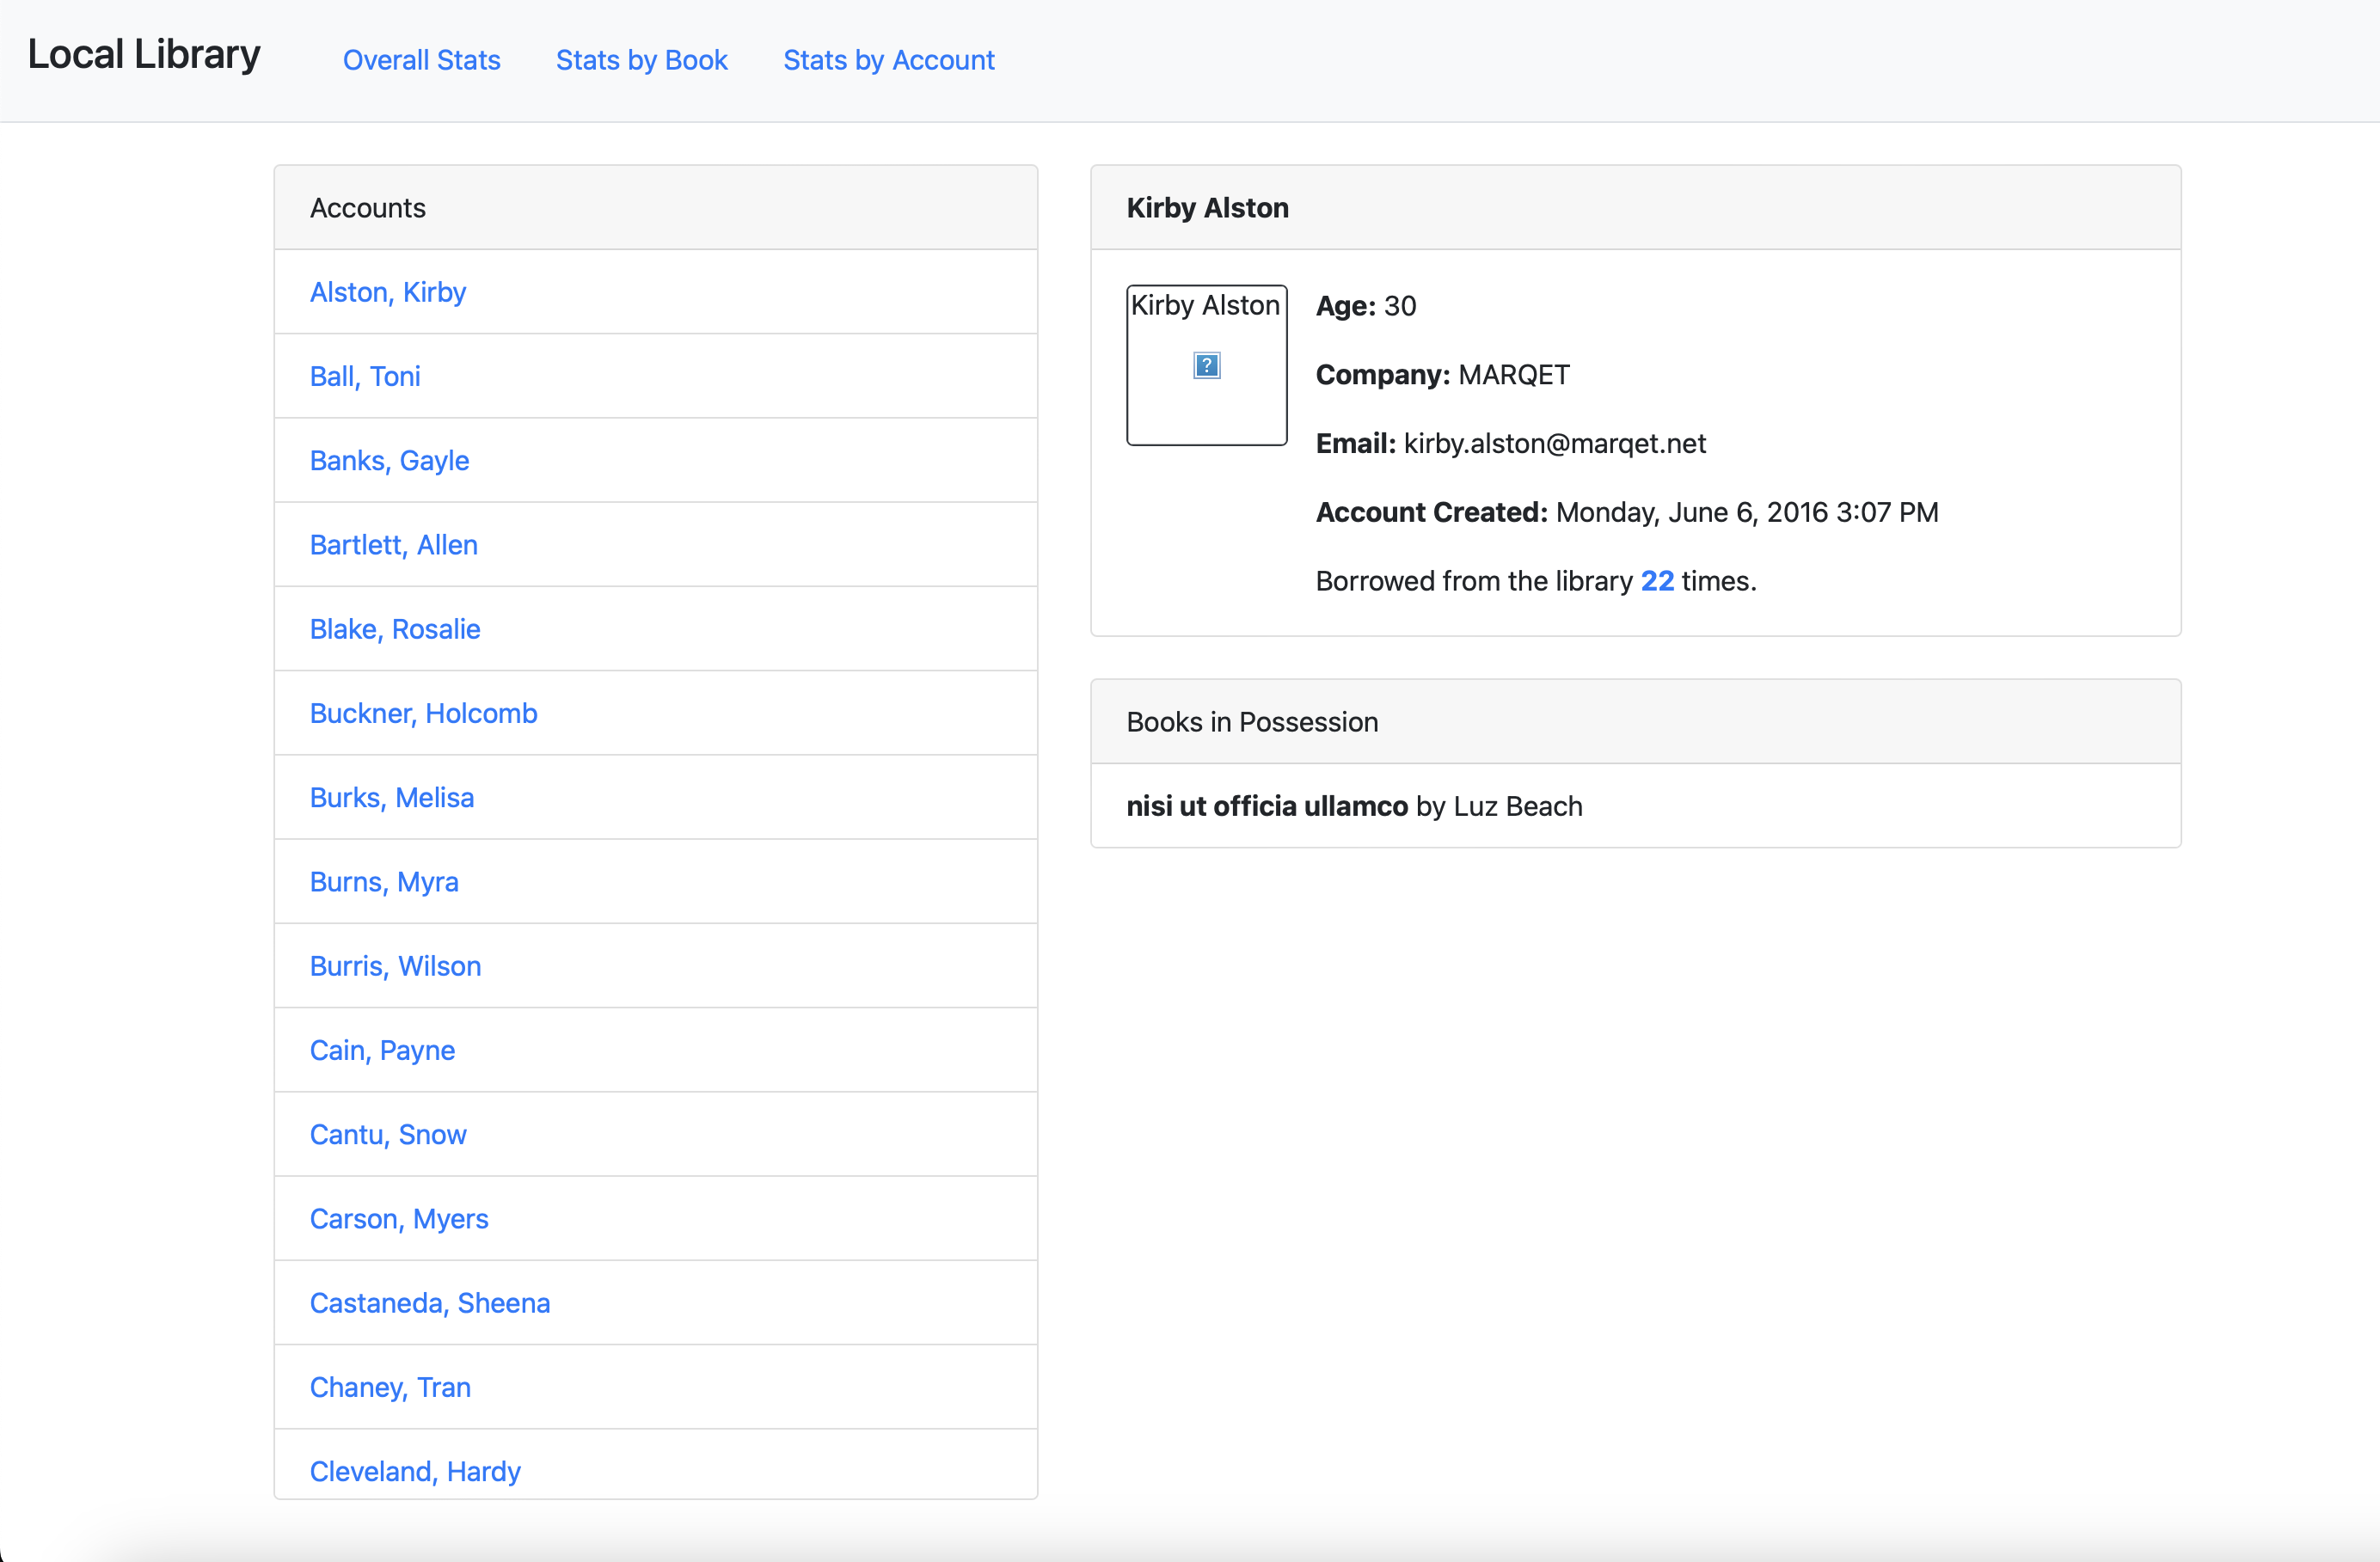 Local Library
Overall Stats
Stats by Book
Stats by Account
Accounts
Alston, Kirby
Ball, Toni
Banks, Gayle
Bartlett, Allen
Blake, Rosalie
Buckner, Holcomb
Burks, Melisa
Burns, Myra
Burris, Wilson
Cain, Payne
Cantu, Snow
Carson, Myers
Castaneda, Sheena
Chaney, Tran
Cleveland, Hardy
Kirby Alston
Kirby Alston
?
Age: 30
Company: MARQET
Email: kirby.alston@marqet.net
Account Created: Monday, June 6, 2016 3:07 PM
Borrowed from the library 22 times.
Books in Possession
nisi ut officia ullamco by Luz Beach